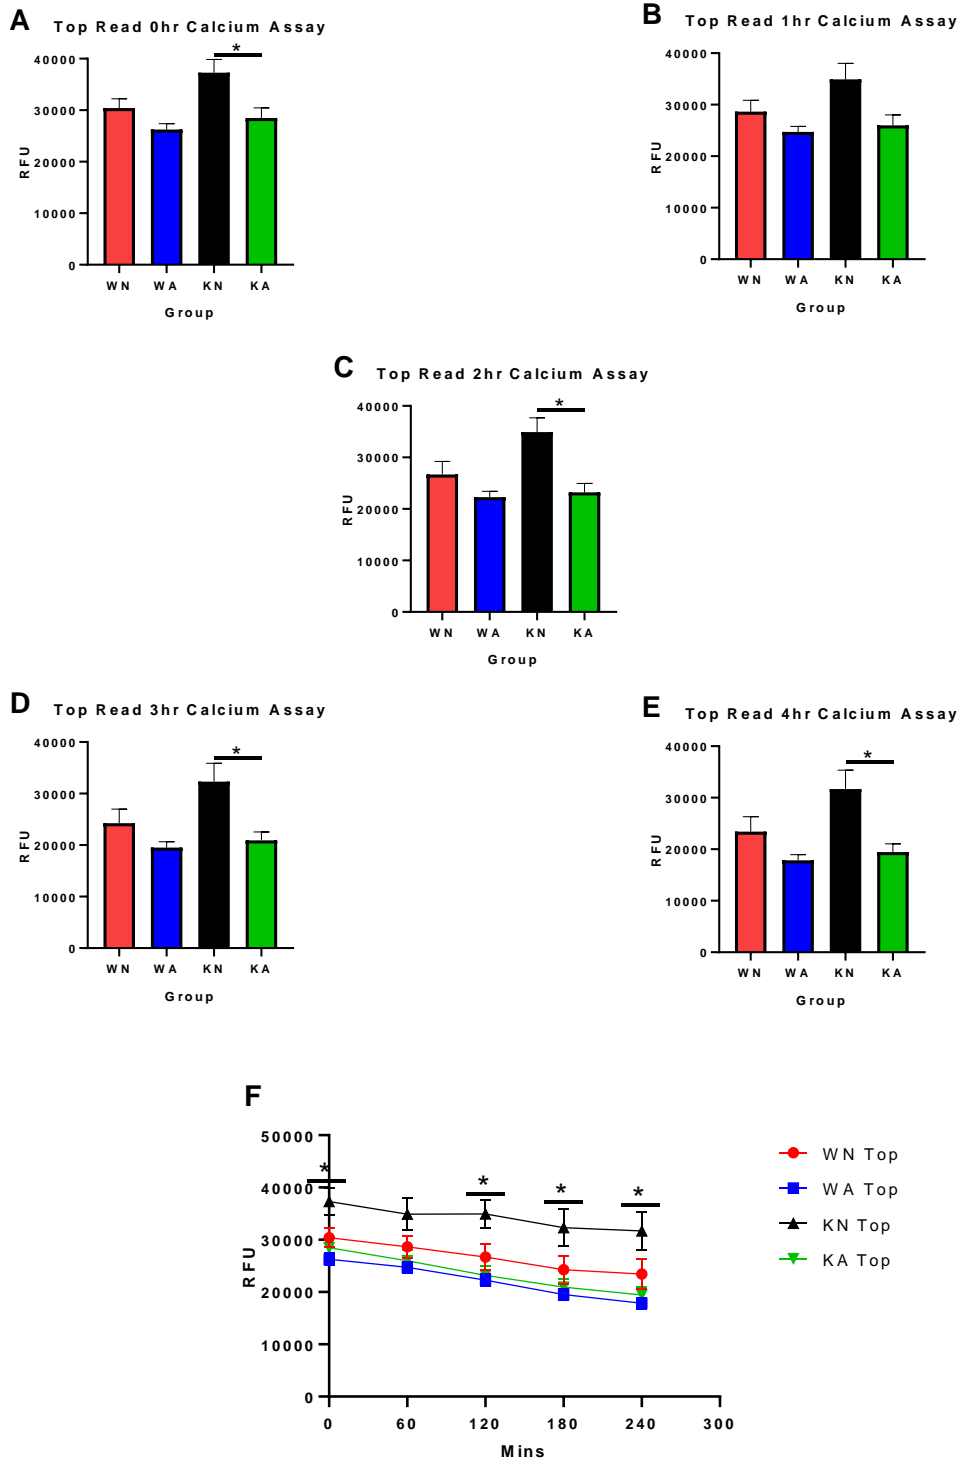 A
Top Read 0hr Calcium Assay
*
40000
30000
20000
10000
0
RFU
WN WA KN KA
Group
B
Top Read 1hr Calcium Assay
40000
30000
20000
10000
0
RFU
WN WA KN KA
Group
C
Top Read 2hr Calcium Assay
*
40000
30000
20000
10000
0
RFU
WN WA KN KA
Group
D
Top Read 3hr Calcium Assay
*
40000
30000
20000
10000
0
RFU
WN WA KN KA
Group
E
Top Read 4hr Calcium Assay
*
40000
30000
20000
10000
0
RFU
WN WA KN KA
Group
F
50000
40000
30000
20000
10000
0
RFU
* * * *
0 60 120 180 240 300
Mins
WN Top
WA Top
KN Top
KA Top